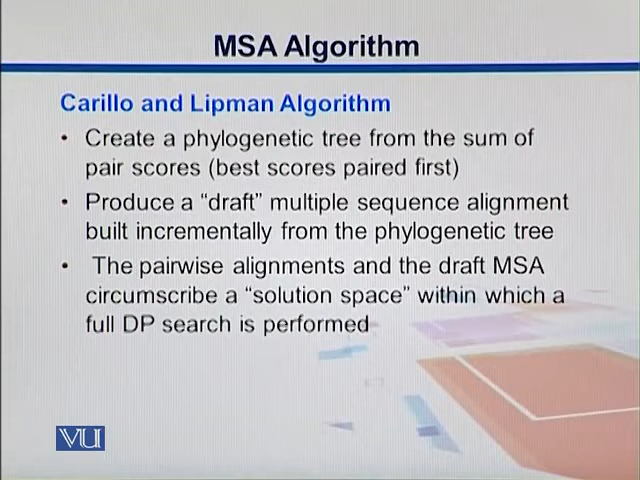 MSA Algorithm
Carillo and Lipman Algorithm
• Create a phylogenetic tree from the sum of
pair scores (best scores paired first)
• Produce a “draft” multiple sequence alignment
built incrementally from the phylogenetic tree
• The pairwise alignments and the draft MSA
circumscribe a “solution space” within which a
full DP search is performed
VU